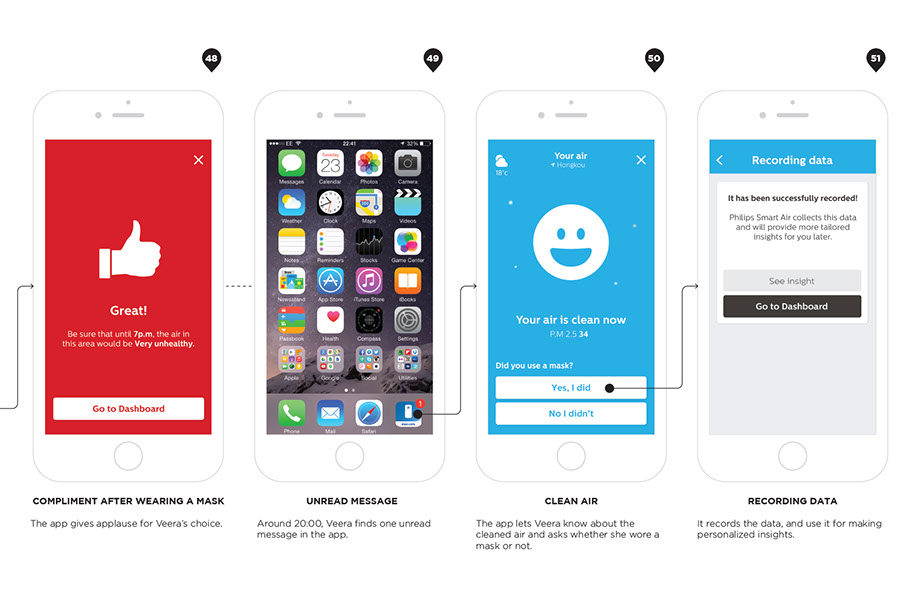 48
49
50
51
Great!
Be sure that until 7p.m, the air in
this area would be Very unhealthy.
Go to Dashboard
EE
22:41
32%
Messages
Tuesday
23
Calendar
Photos
Camera
Weather
Clock
Maps
Videos
Notes
Reminders
Stocks
Game Center
Newsstand
App Store
iTunes Store
iBooks
Passbook
Health
Compass
Settings
Apple
Google
Social
Utilities
1
Phone
Mail
Safari
Your air
Hongkou
18°c
Your air is clean now
P.M 2.5 34
Did you use a mask?
Yes, I did
No I didn't
Recording data
It has been successfully recorded!
Philips Smart Air collects this data
and will provide more tailored
insights for you later.
See insight
Go to Dashboard
COMPLIMENT AFTER WEARING A MASK
The app gives applause for Veera's choice.
UNREAD MESSAGE
Around 20:00, Veera finds one unread
message in the app.
CLEAN AIR
The app lets Veera know about the
cleaned air and asks whether she wore a
mask or not.
RECORDING DATA
It records the data, and use it for making
personalized insights.